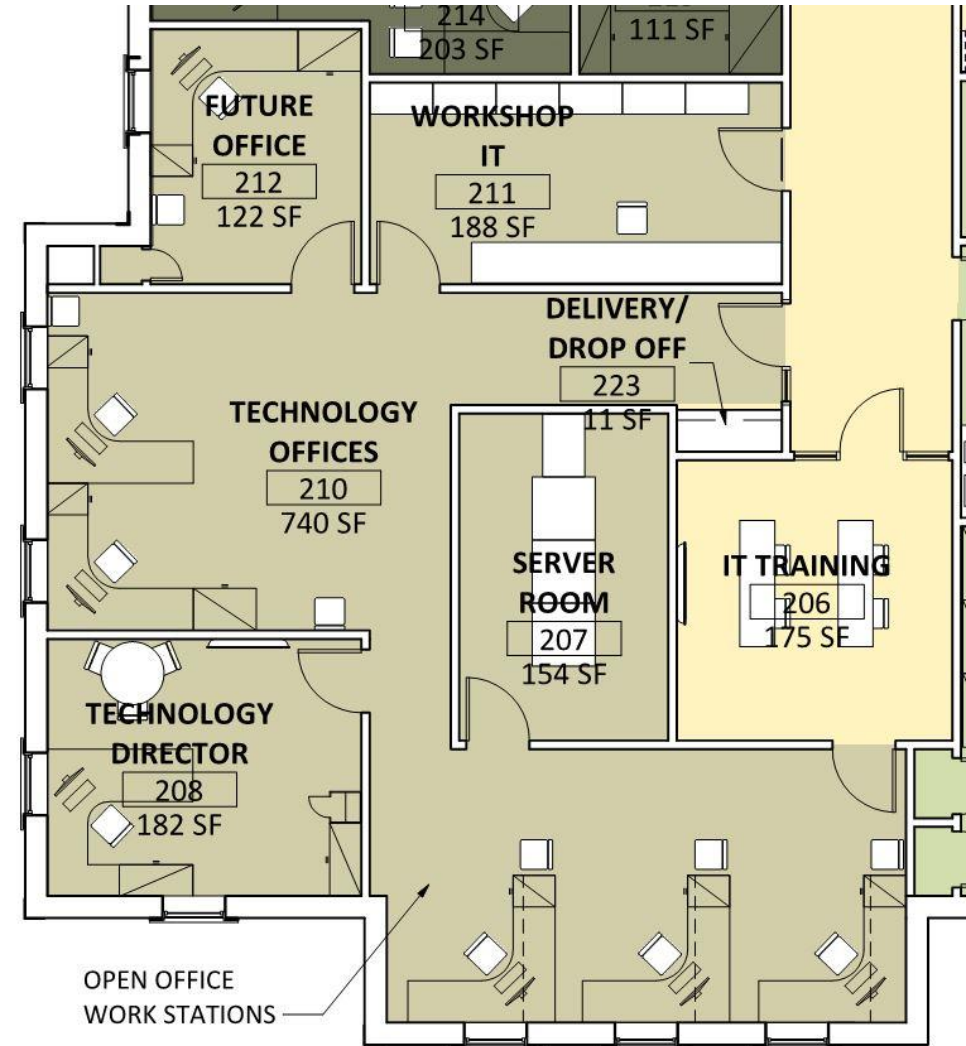 214
203 SF
111 SF
FUTURE
OFFICE
212
122 SF
WORKSHOP
IT
211
188 SF
DELIVERY/
DROP OFF
223
11 SF
TECHNOLOGY
OFFICES
210
740 SF
SERVER
ROOM
207
154 SF
IT TRAINING
206
175 SF
TECHNOLOGY
DIRECTOR
208
182 SF
OPEN OFFICE
WORK STATIONS